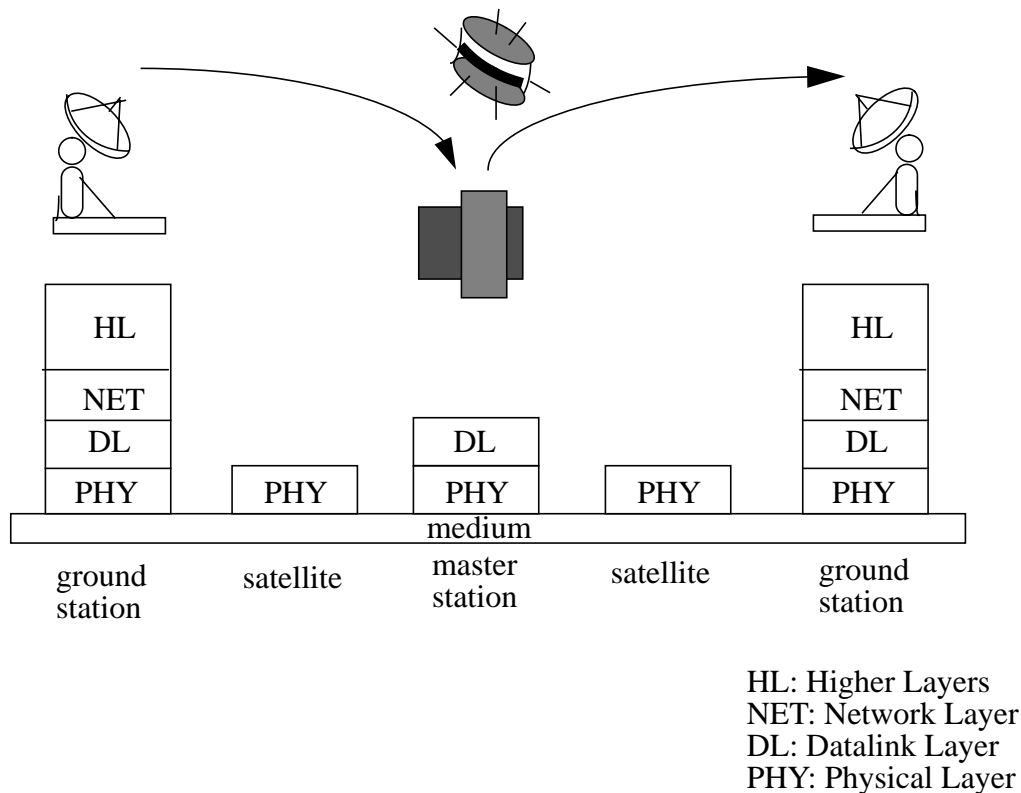 HL
NET
DL
PHY
PHY
DL
PHY
PHY
HL
NET
DL
PHY
medium
ground
station
satellite
master
station
satellite
ground
station
HL: Higher Layers
NET: Network Layer
DL: Datalink Layer
PHY: Physical Layer